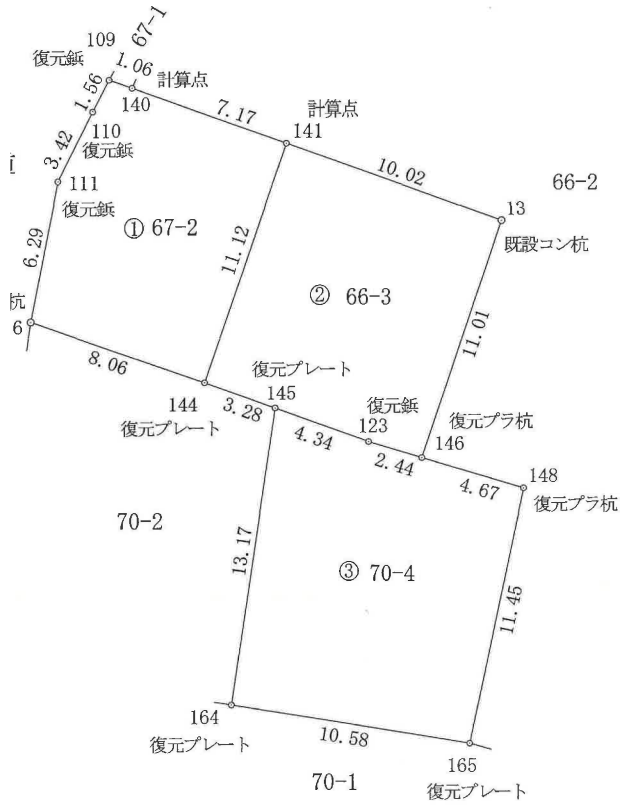 67-1
109
復元鋲
1.06
計算点
140
1.56
110
復元鋲
7.17
計算点
141
3.42
10.02
66-2
111
復元鋲
13
既設コン杭
① 67-2
6.29
11.12
② 66-3
11.01
杭
6
8.06
復元プレート
145
144
3.28
復元プレート
復元鋲
123
4.34
復元プラ杭
146
2.44
4.67
148
復元プラ杭
70-2
13.17
③ 70-4
11.45
164
復元プレート
10.58
165
復元プレート
70-1